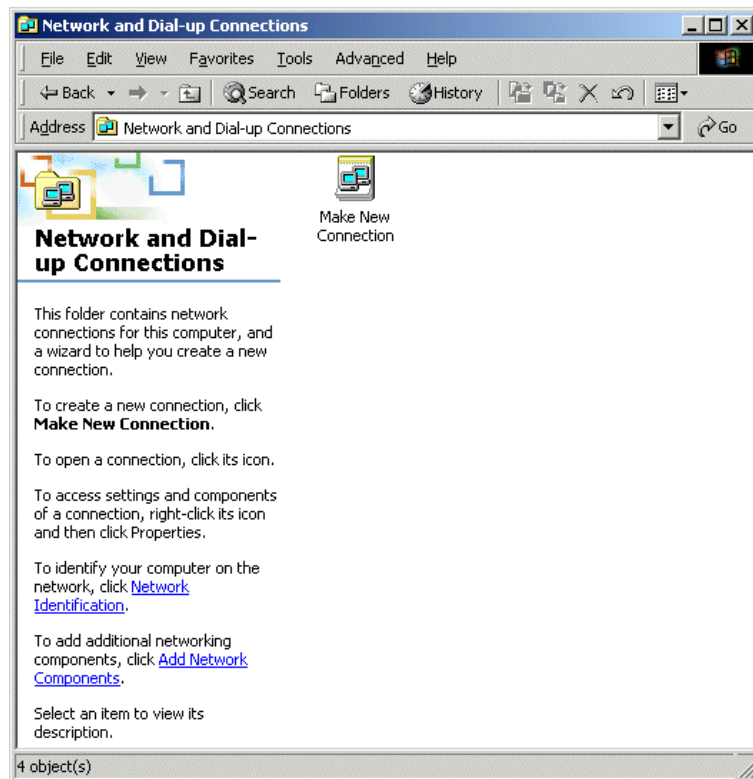 Network and Dial-up Connections
File Edit View Favorites Tools Advanced Help
Back Search Folders History
Address Network and Dial-up Connections Go
Make New
Connection
Network and Dial-
up Connections
This folder contains network
connections for this computer, and
a wizard to help you create a new
connection.
To create a new connection, click
Make New Connection.
To open a connection, click its icon.
To access settings and components
of a connection, right-click its icon
and then click Properties.
To identify your computer on the
network, click Network
Identification.
To add additional networking
components, click Add Network
Components.
Select an item to view its
description.
4 object(s)